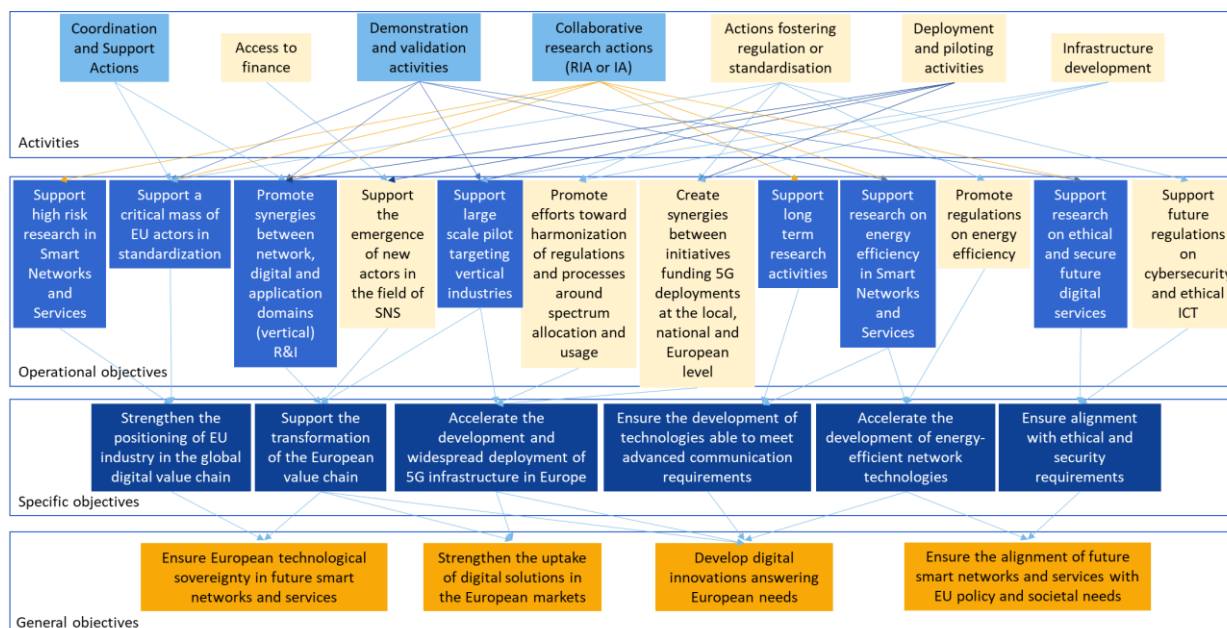 Coordination
and Support
Actions
Access to
finance
Demonstration
and validation
activities
Collaborative
research actions
(RIA or IA)
Actions fostering
regulation or
standardisation
Deployment
and piloting
activities
Infrastructure
development
Activities
Support
high risk
research in
Smart
Networks
and
Services
Support a
critical mass of
EU actors in
standardization
Promote
synergies
between
network,
digital and
application
domains
(vertical)
R&I
Support
the
emergence
of new
actors in
the field of
SNS
Support
large
scale pilot
targeting
vertical
industries
Promote
efforts toward
harmonization
of regulations
and processes
around
spectrum
allocation and
usage
Create
synergies
between
initiatives
funding 5G
deployments
at the local,
national and
European
level
Support
long
term
research
activities
Support
research on
energy
efficiency
in Smart
Networks
and
Services
Promote
regulations
on energy
efficiency
Support
research
on ethical
and secure
future
digital
services
Support
future
regulations
on
cybersecurity
and ethical
ICT
Operational objectives
Strengthen the
positioning of EU
industry in the global
digital value chain
Support the
transformation
of the European
value chain
Accelerate the
development and
widespread deployment of
5G infrastructure in Europe
Ensure the development of
technologies able to meet
advanced communication
requirements
Accelerate the
development of energy-
efficient network
technologies
Ensure alignment
with ethical and
security
requirements
Specific objectives
Ensure European technological
sovereignty in future smart
networks and services
Strengthen the uptake
of digital solutions in
the European markets
Develop digital
innovations answering
European needs
Ensure the alignment of future
smart networks and services with
EU policy and societal needs
General objectives